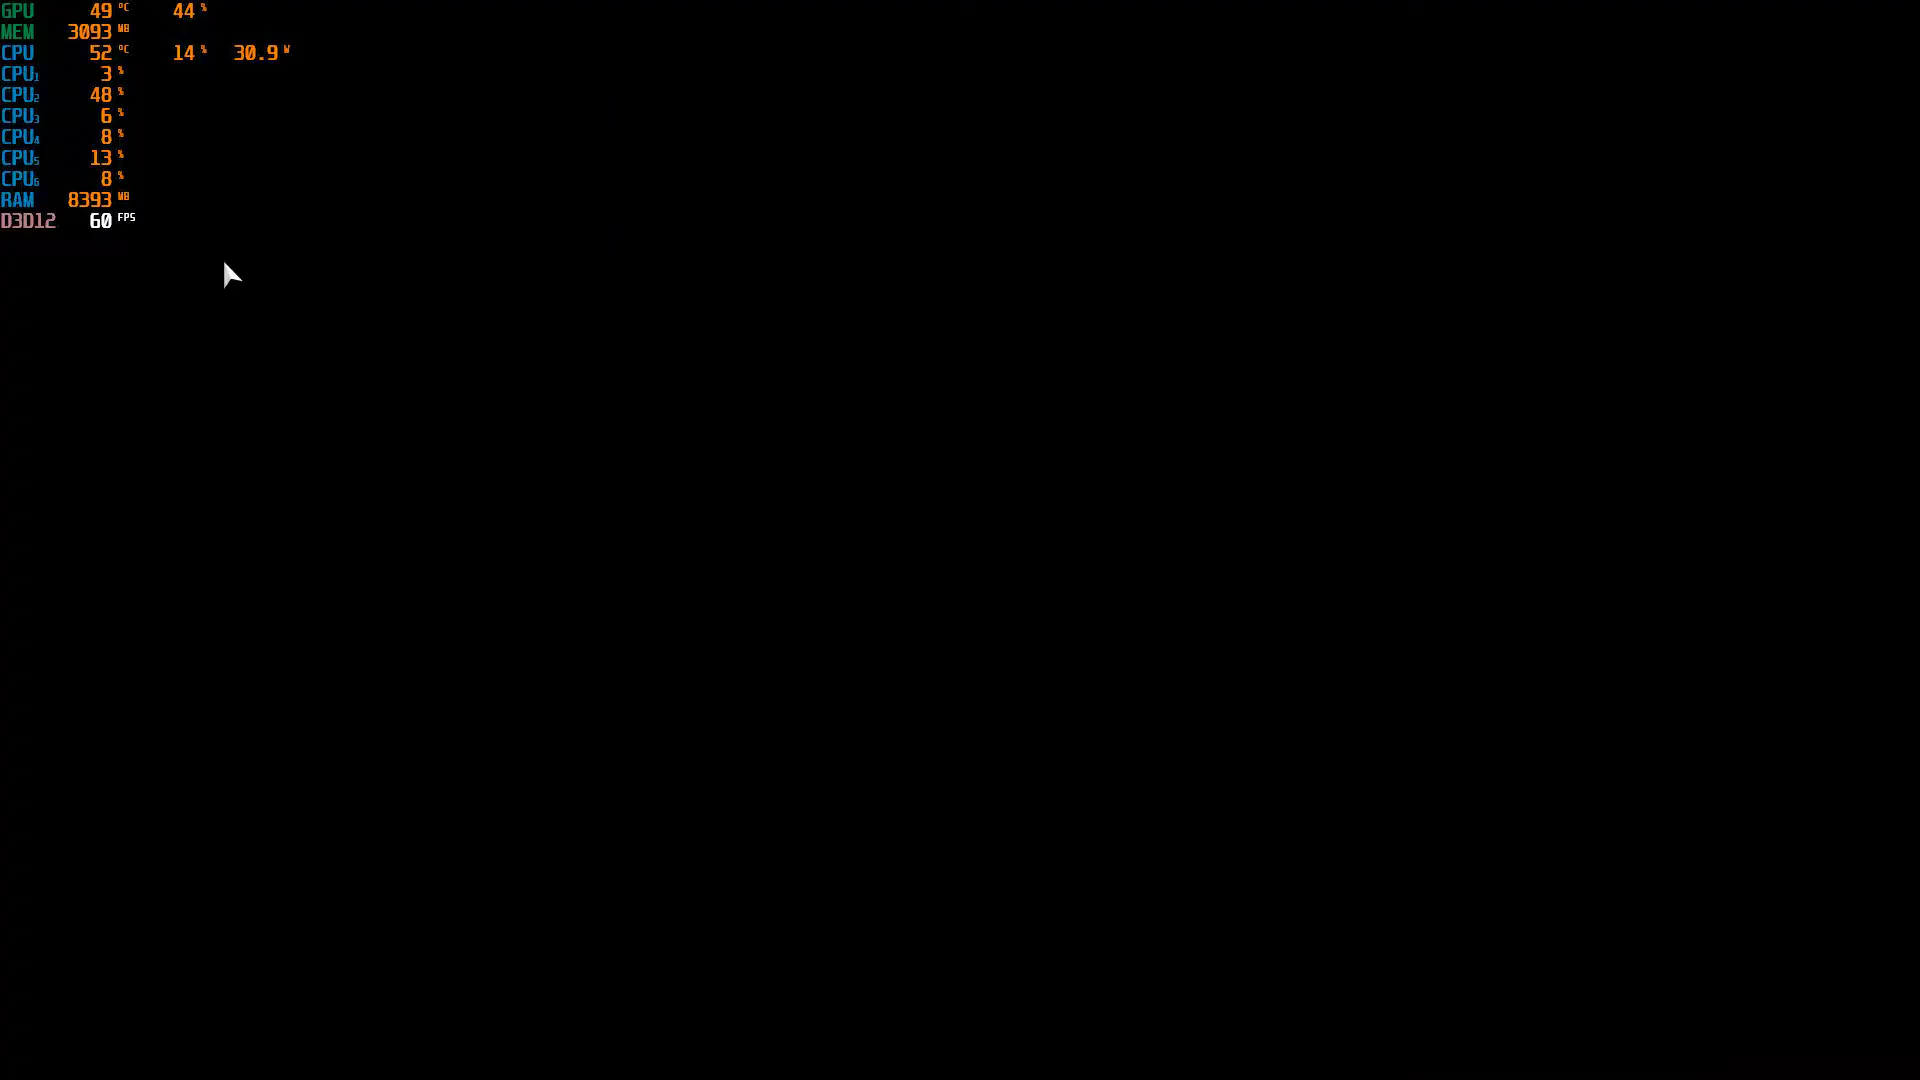 GPU 49 °C 44 %
MEM 3093 MB
CPU 52 °C 14 % 30.9 W
CPU1 3 %
CPU2 48 %
CPU3 6 %
CPU4 8 %
CPU5 13 %
CPU6 8 %
RAM 8393 MB
D3D12 60 FPS